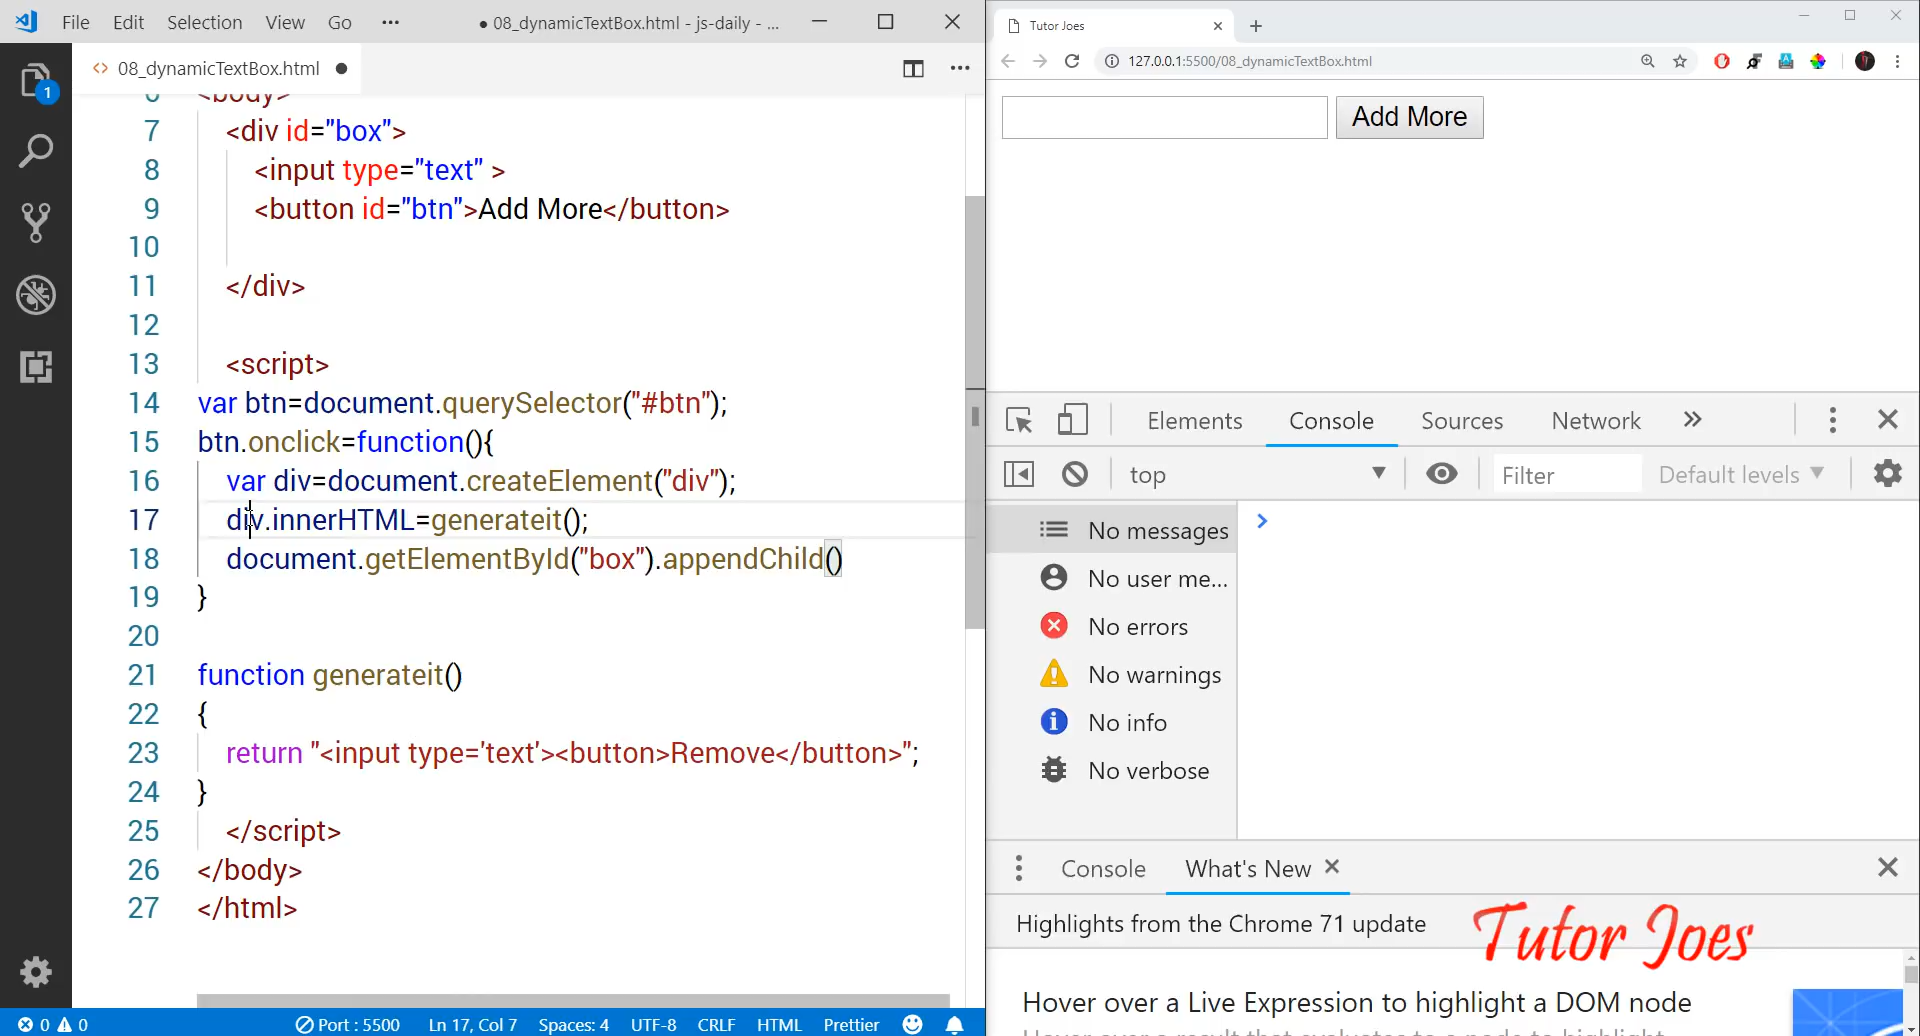 File Edit Selection View Go ··· ● 08_dynamicTextBox.html - js-daily - ...
<> 08_dynamicTextBox.html ●
1
6 <body>
7 <div id="box">
8 <input type="text" >
9 <button id="btn">Add More</button>
10
11 </div>
12
13 <script>
14 var btn=document.querySelector("#btn");
15 btn.onclick=function(){
16 var div=document.createElement("div");
17 div.innerHTML=generateit();
18 document.getElementById("box").appendChild()
19 }
20
21 function generateit()
22 {
23 return "<input type='text'><button>Remove</button>";
24 }
25 </script>
26 </body>
27 </html>
0 0 Port : 5500 Ln 17, Col 7 Spaces: 4 UTF-8 CRLF HTML Prettier
Tutor Joes
127.0.0.1:5500/08_dynamicTextBox.html
Add More
Elements Console Sources Network »
top Filter Default levels
No messages
No user me...
No errors
No warnings
No info
No verbose
Console What's New
Highlights from the Chrome 71 update
Tutor Joes
Hover over a Live Expression to highlight a DOM node